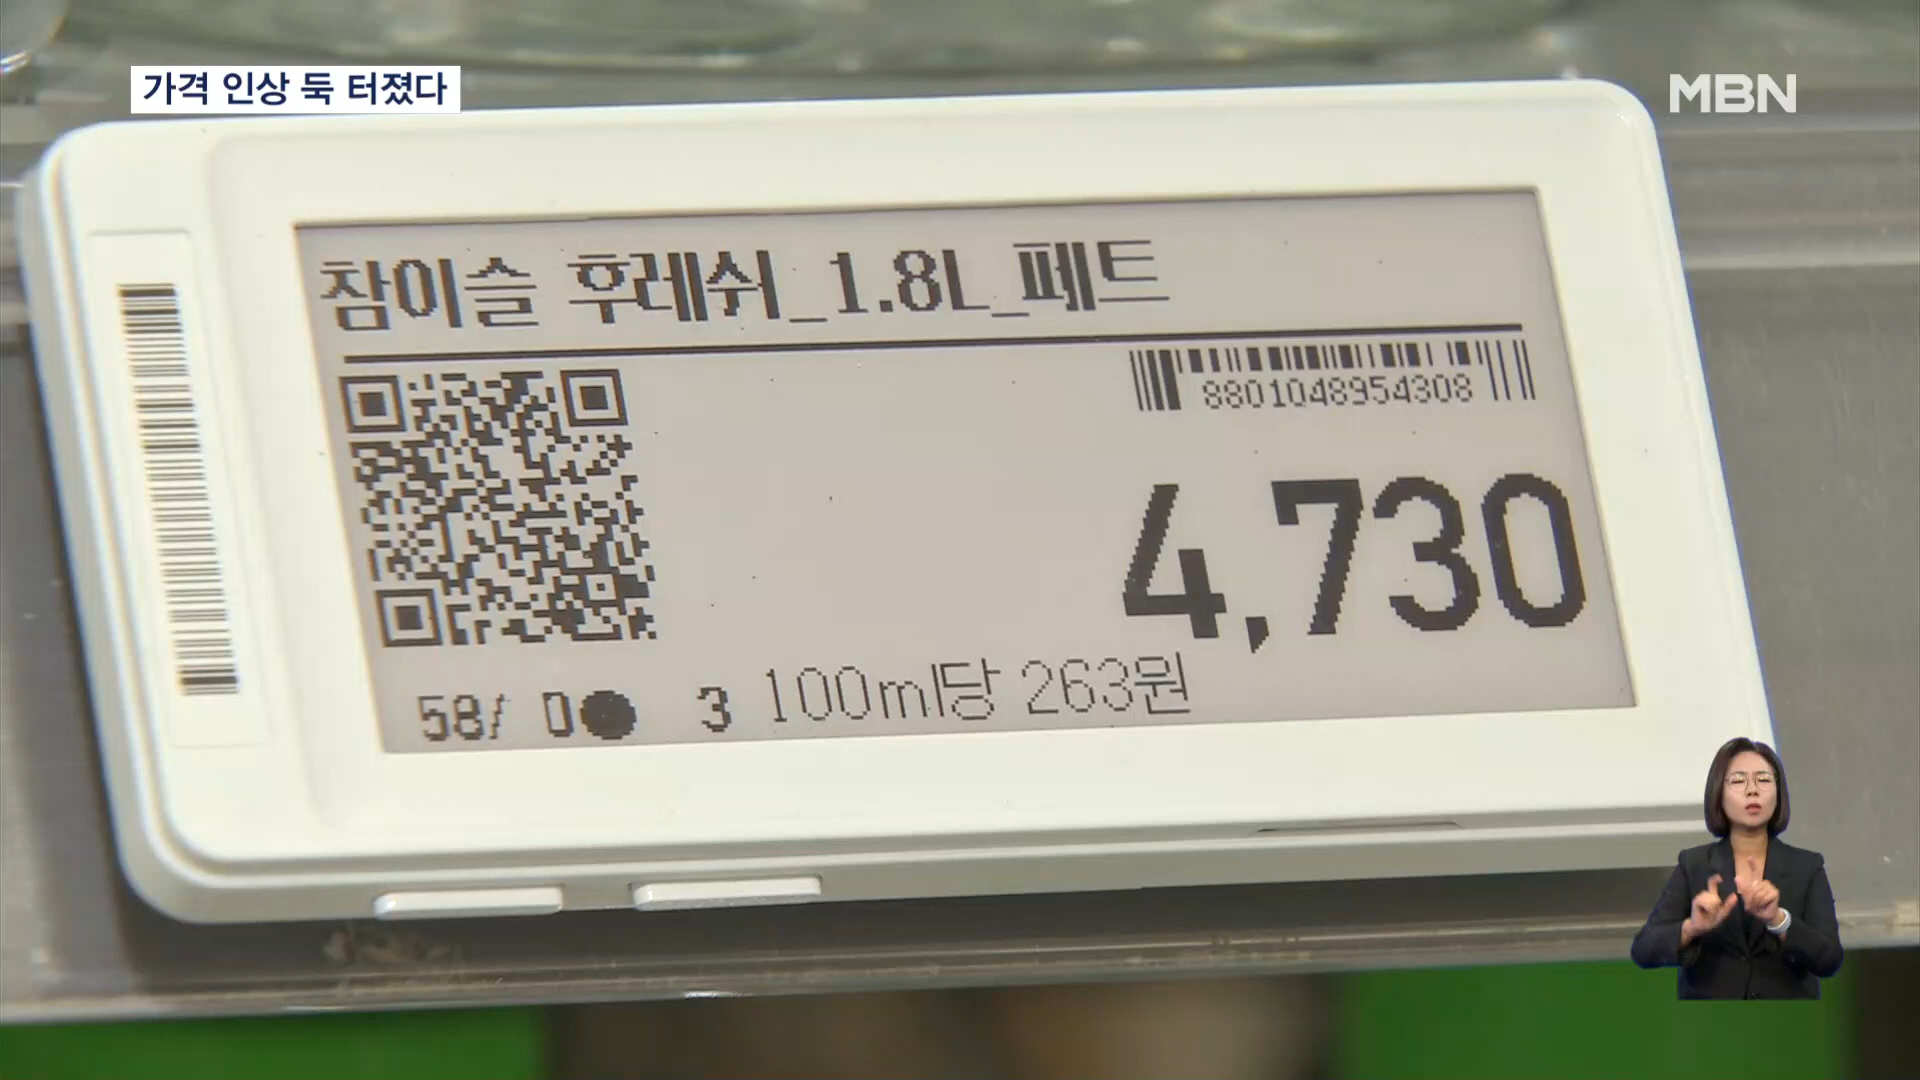 가격 인상 둑 터졌다
MBN
참이슬 후레쉬_1.8L_페트
8801048954308
4,730
58/ 0● 3 100ml당 263원